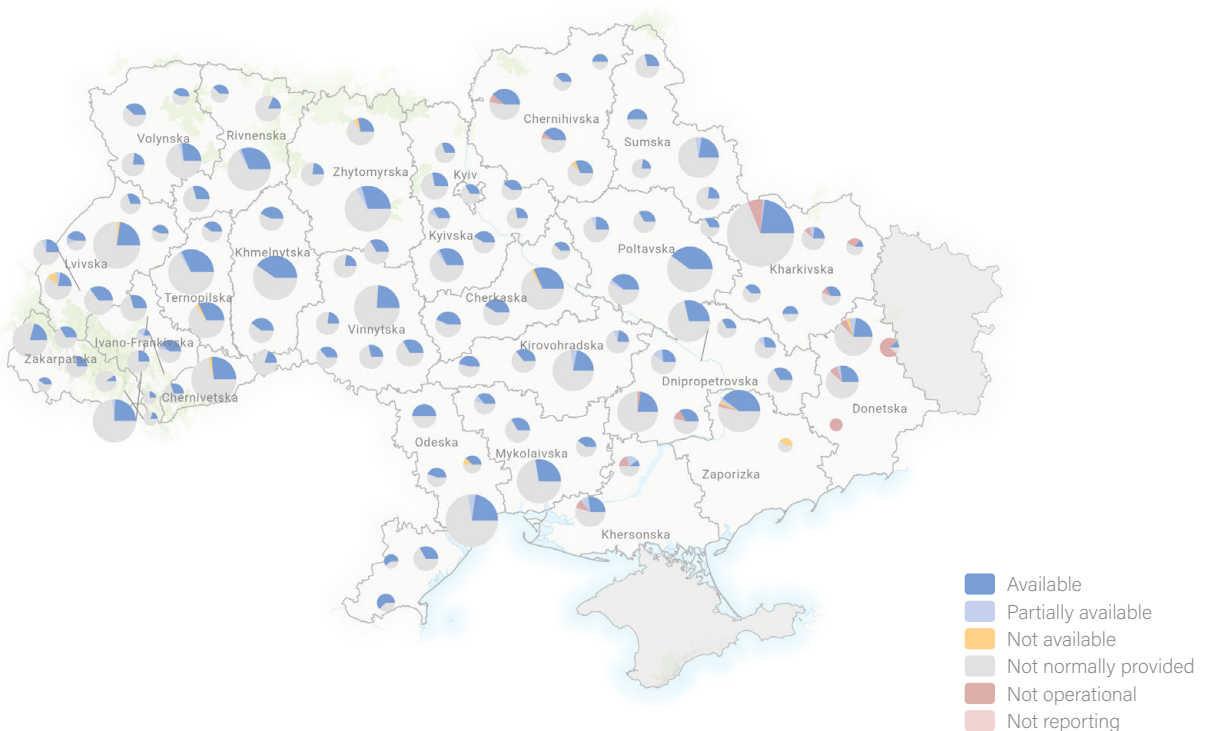 Chernihivska
Volynska
Rivnenska
Sumska
Zhytomyrska
Kyiv
Kyivska
Poltavska
Lvivska
Khmelnytska
Kharkivska
Ternopilska
Cherkaska
Vinnytska
Ivano-Frankivska
Kirovohradska
Zakarpatska
Dnipropetrovska
Chernivetska
Donetska
Odeska
Mykolaivska
Zaporizka
Khersonska
Available
Partially available
Not available
Not normally provided
Not operational
Not reporting